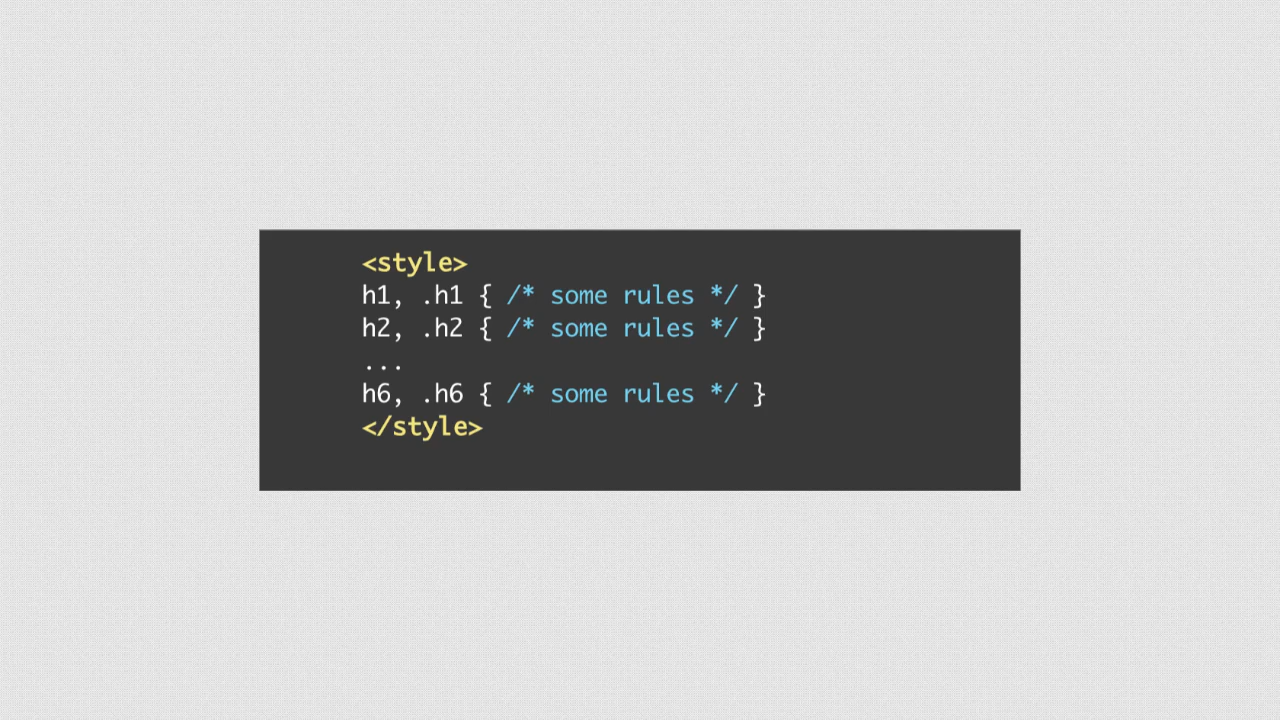 <style>
h1, .h1 { /* some rules */ }
h2, .h2 { /* some rules */ }
...
h6, .h6 { /* some rules */ }
</style>